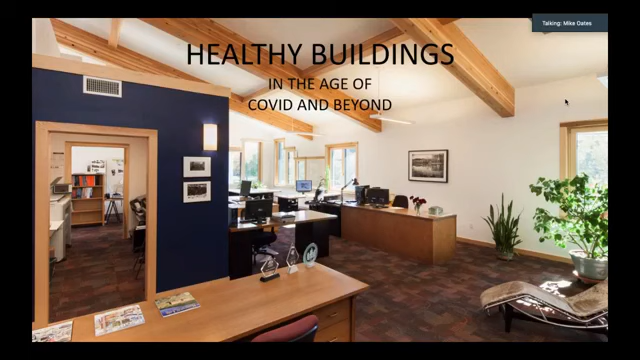 Talking: Mike Oates
HEALTHY BUILDINGS
IN THE AGE OF
COVID AND BEYOND